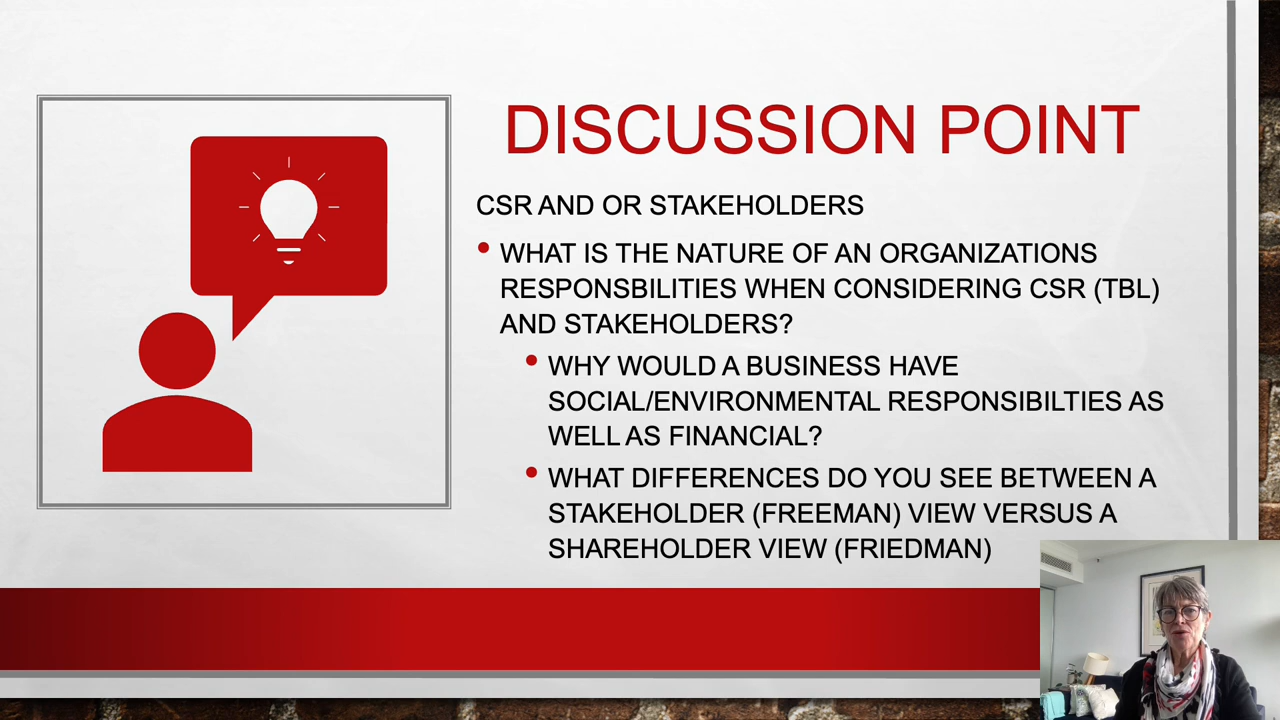 DISCUSSION POINT
CSR AND OR STAKEHOLDERS
• WHAT IS THE NATURE OF AN ORGANIZATIONS
RESPONSBILITIES WHEN CONSIDERING CSR (TBL)
AND STAKEHOLDERS?
• WHY WOULD A BUSINESS HAVE
SOCIAL/ENVIRONMENTAL RESPONSIBILTIES AS
WELL AS FINANCIAL?
• WHAT DIFFERENCES DO YOU SEE BETWEEN A
STAKEHOLDER (FREEMAN) VIEW VERSUS A
SHAREHOLDER VIEW (FRIEDMAN)